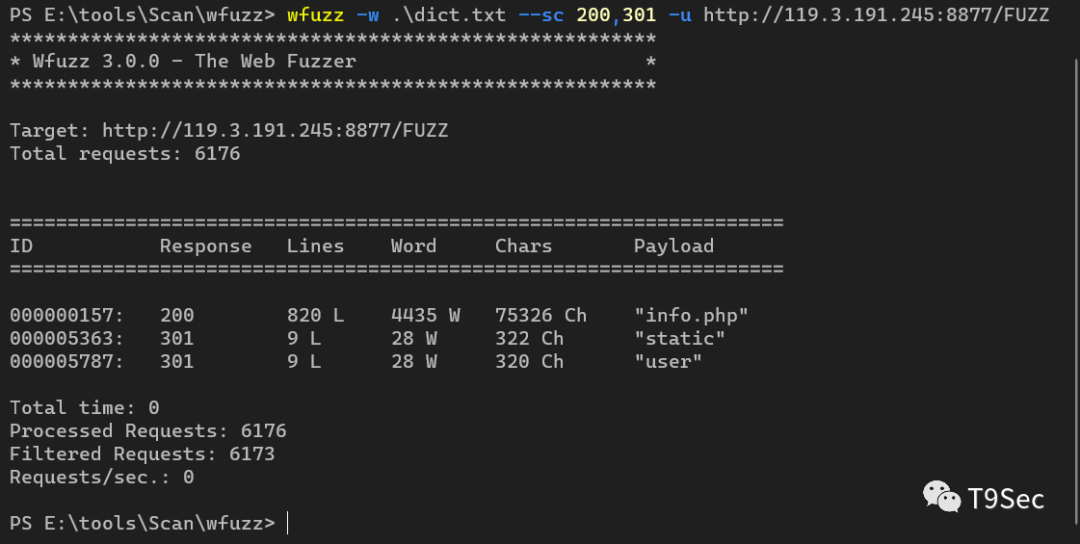 PS E:\tools\Scan\wfuzz> wfuzz -w .\dict.txt --sc 200,301 -u http://119.3.191.245:8877/FUZZ
********************************************************
* Wfuzz 3.0.0 - The Web Fuzzer                         *
********************************************************
Target: http://119.3.191.245:8877/FUZZ
Total requests: 6176
===================================================================
ID           Response   Lines    Word     Chars       Payload
===================================================================
000000157:   200        820 L    4435 W   75326 Ch    "info.php"
000005363:   301        9 L      28 W     322 Ch      "static"
000005787:   301        9 L      28 W     320 Ch      "user"
Total time: 0
Processed Requests: 6176
Filtered Requests: 6173
Requests/sec.: 0
T9Sec
PS E:\tools\Scan\wfuzz>